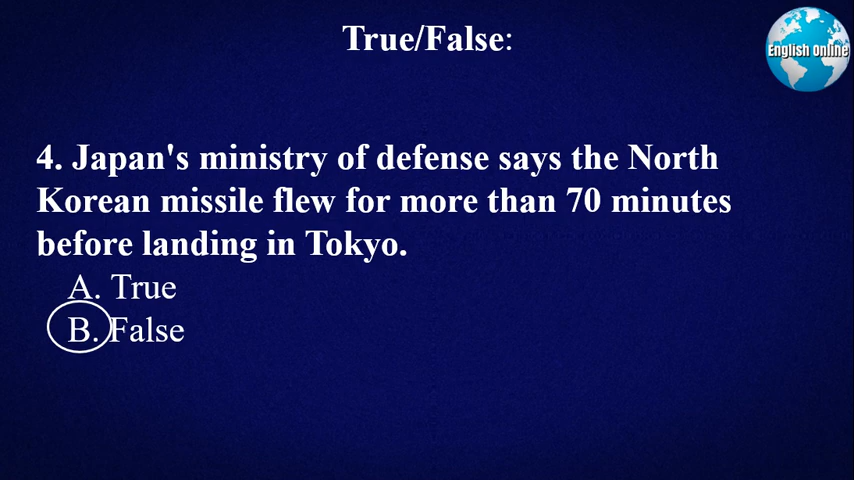 True/False:
English Online
4. Japan's ministry of defense says the North
Korean missile flew for more than 70 minutes
before landing in Tokyo.
A. True
B. False